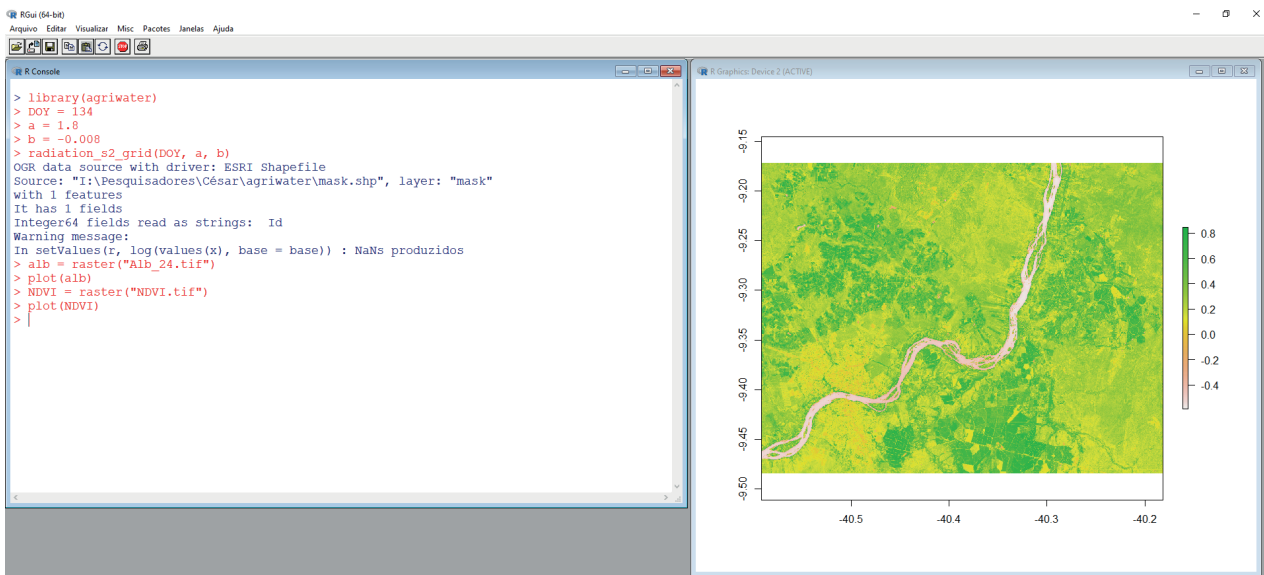 RGui (64-bit)
Arquivo Editar Visualizar Misc Pacotes Janelas Ajuda
STOP
R Console
> library(agriwater)
> DOY = 134
> a = 1.8
> b = -0.008
> radiation_s2_grid(DOY, a, b)
OGR data source with driver: ESRI Shapefile
Source: "I:\Pesquisadores\César\agriwater\mask.shp", layer: "mask"
with 1 features
It has 1 fields
Integer64 fields read as strings:  Id
Warning message:
In setValues(r, log(values(x), base = base)) : NaNs produzidos
> alb = raster("Alb_24.tif")
> plot(alb)
> NDVI = raster("NDVI.tif")
> plot(NDVI)
>
R Graphics: Device 2 (ACTIVE)
-9.15
-9.20
-9.25
-9.30
-9.35
-9.40
-9.45
-9.50
-40.5 -40.4 -40.3 -40.2
0.8
0.6
0.4
0.2
0.0
-0.2
-0.4